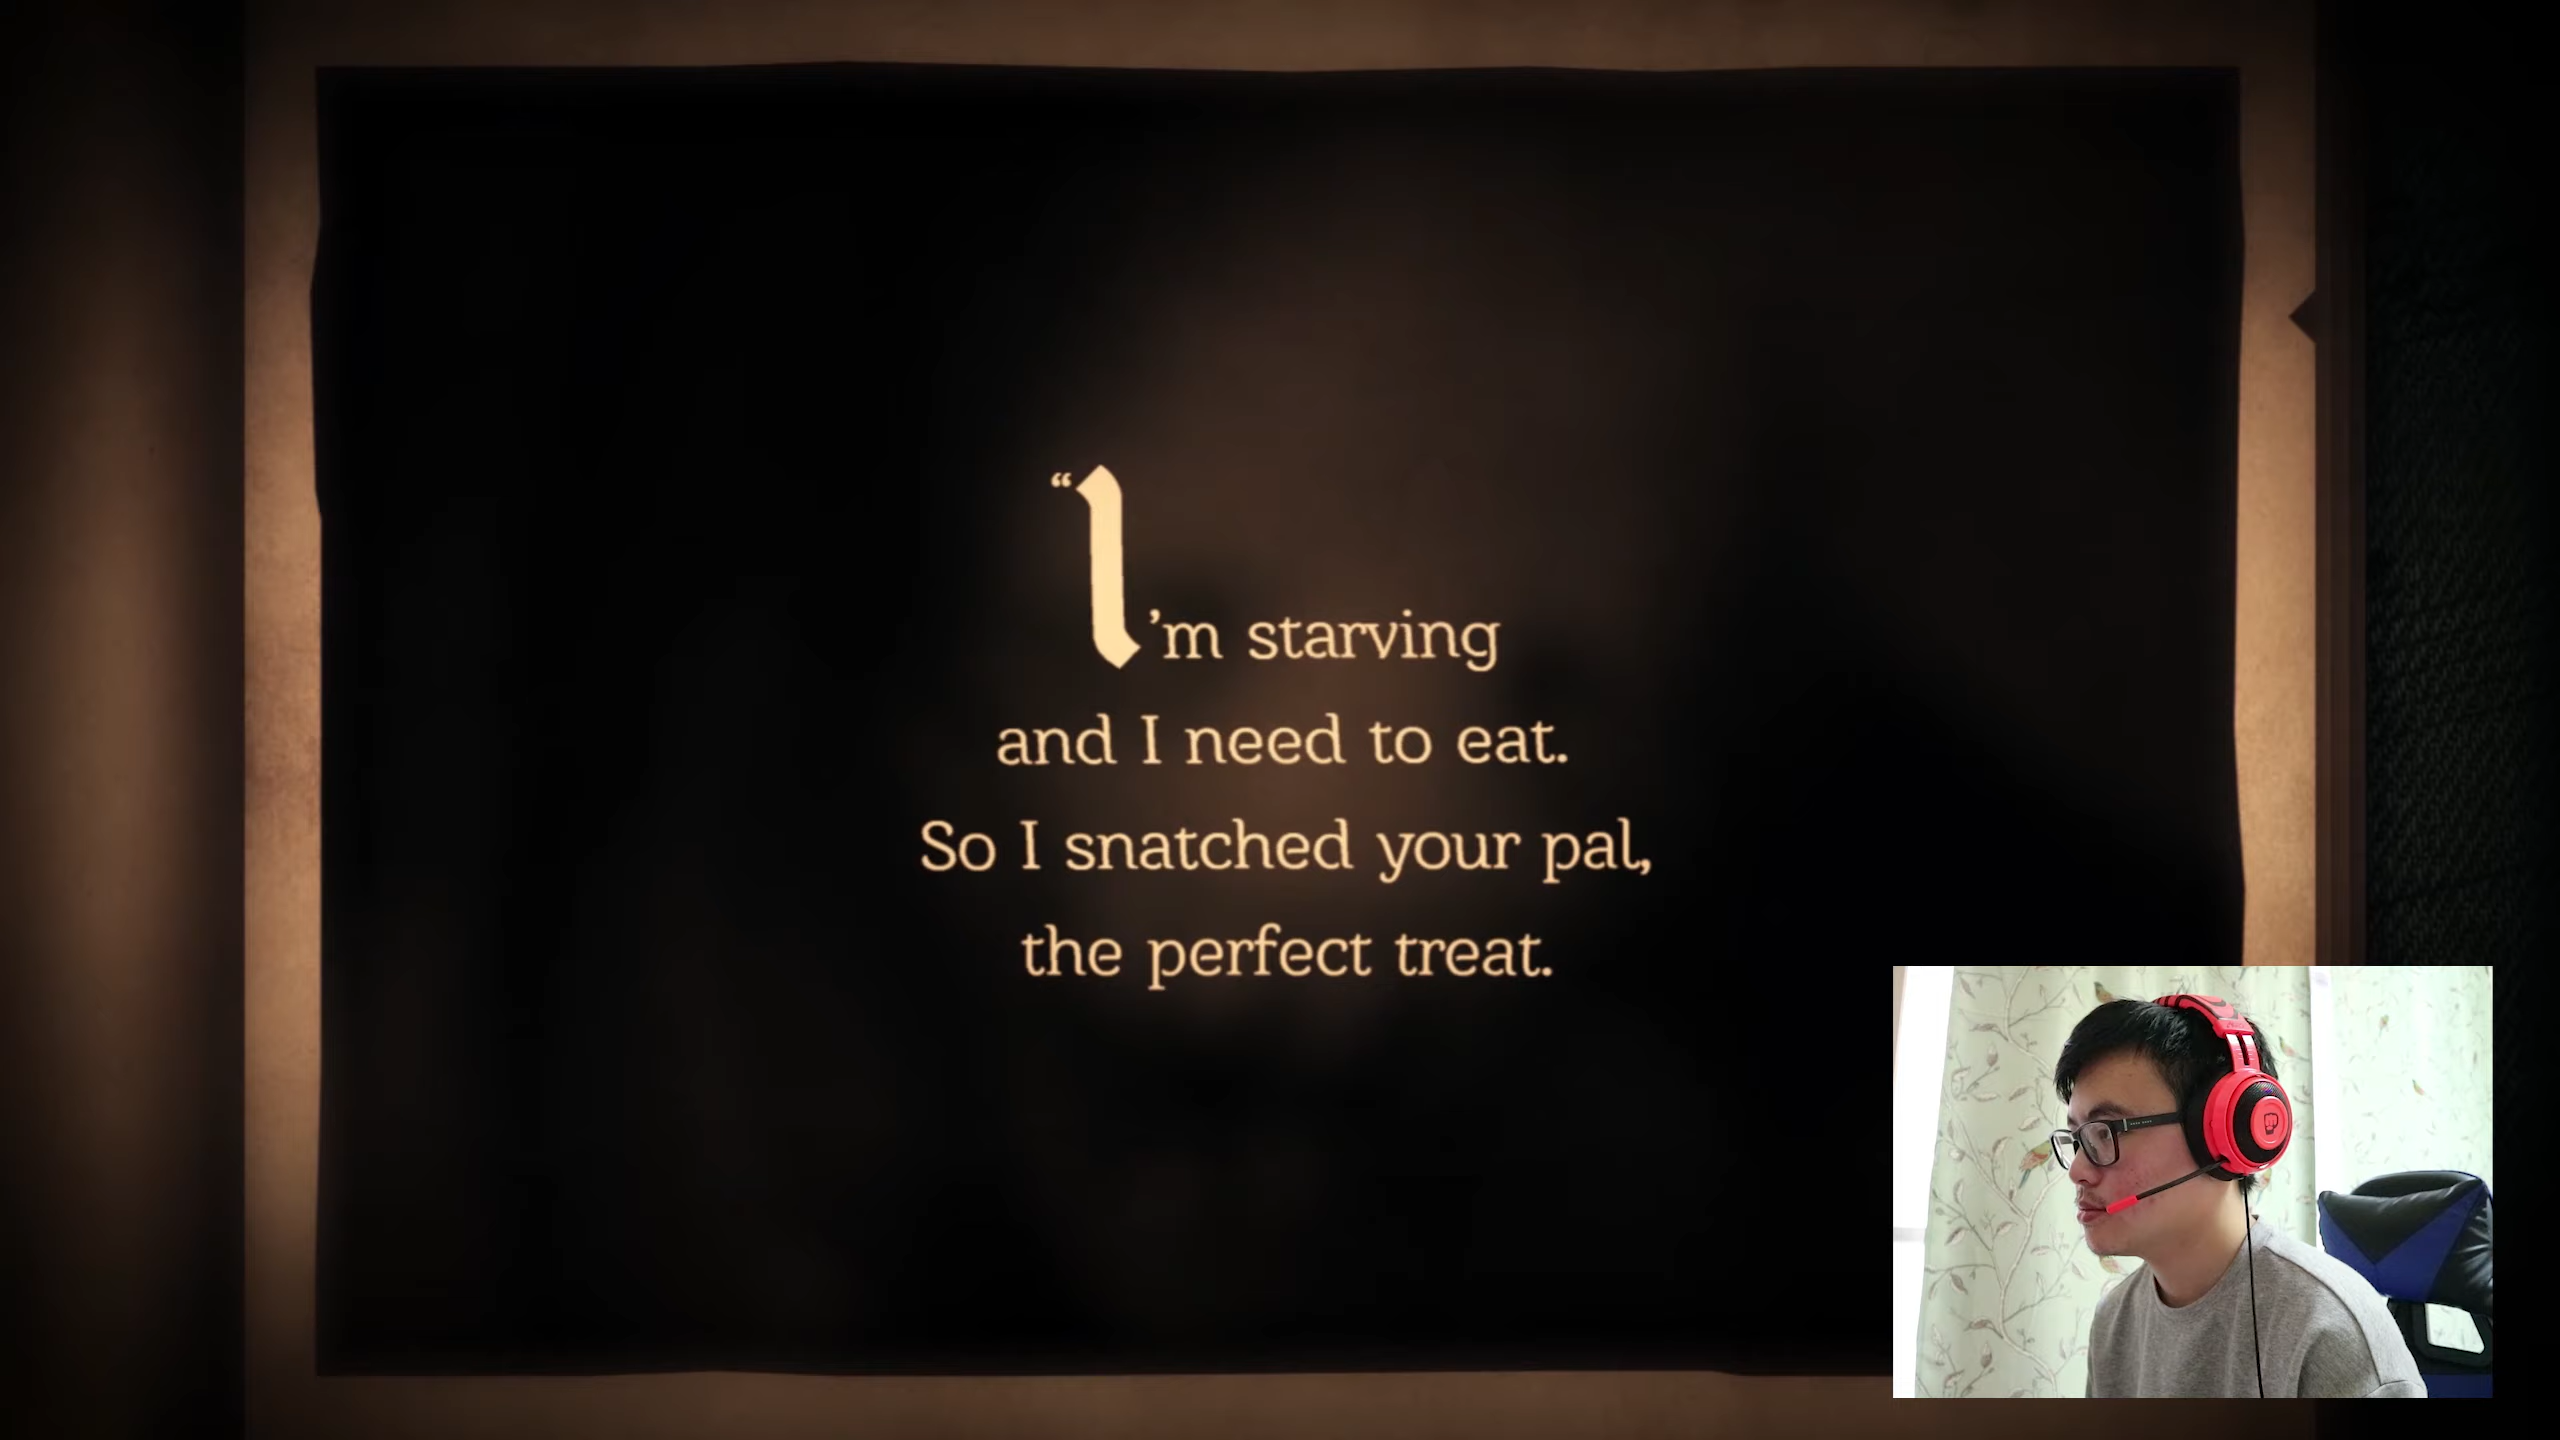 “I’m starving
and I need to eat.
So I snatched your pal,
the perfect treat.